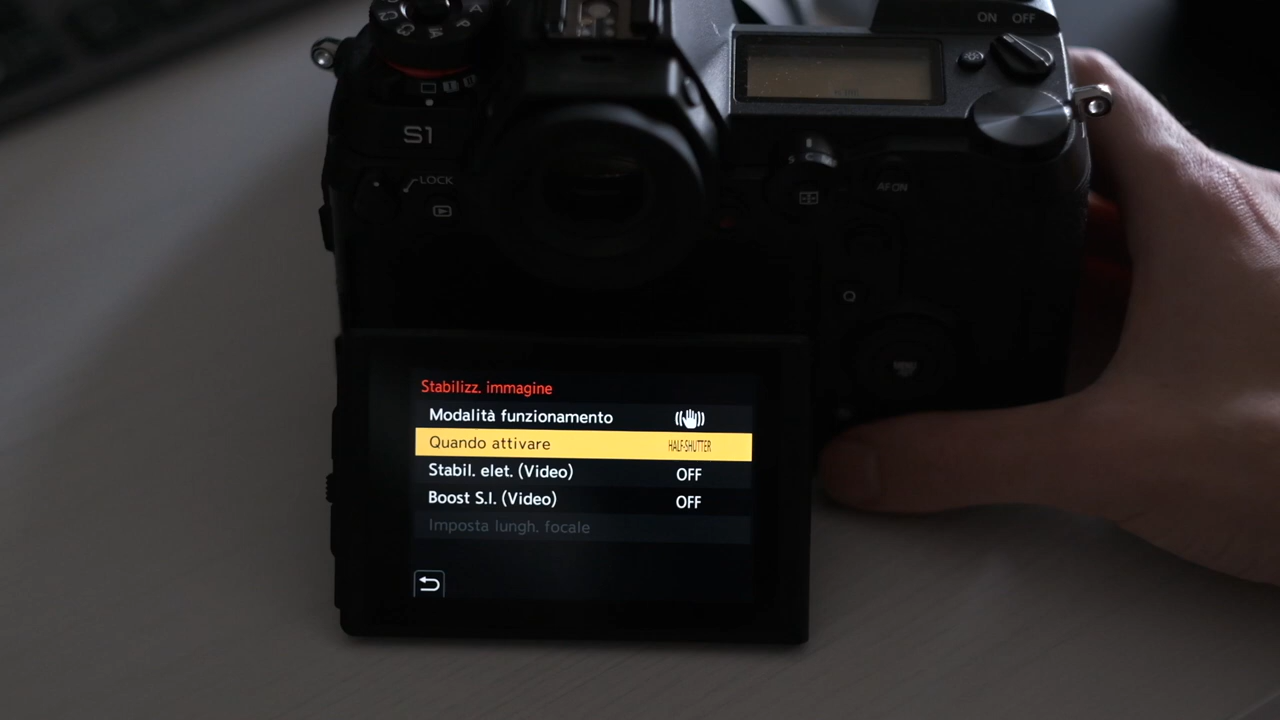 ON OFF
A
P
M
S1
LOCK
S C
AF ON
Q
Stabilizz. immagine
Modalità funzionamento
Quando attivare HALF-SHUTTER
Stabil. elet. (Video) OFF
Boost S.I. (Video) OFF
Imposta lungh. focale